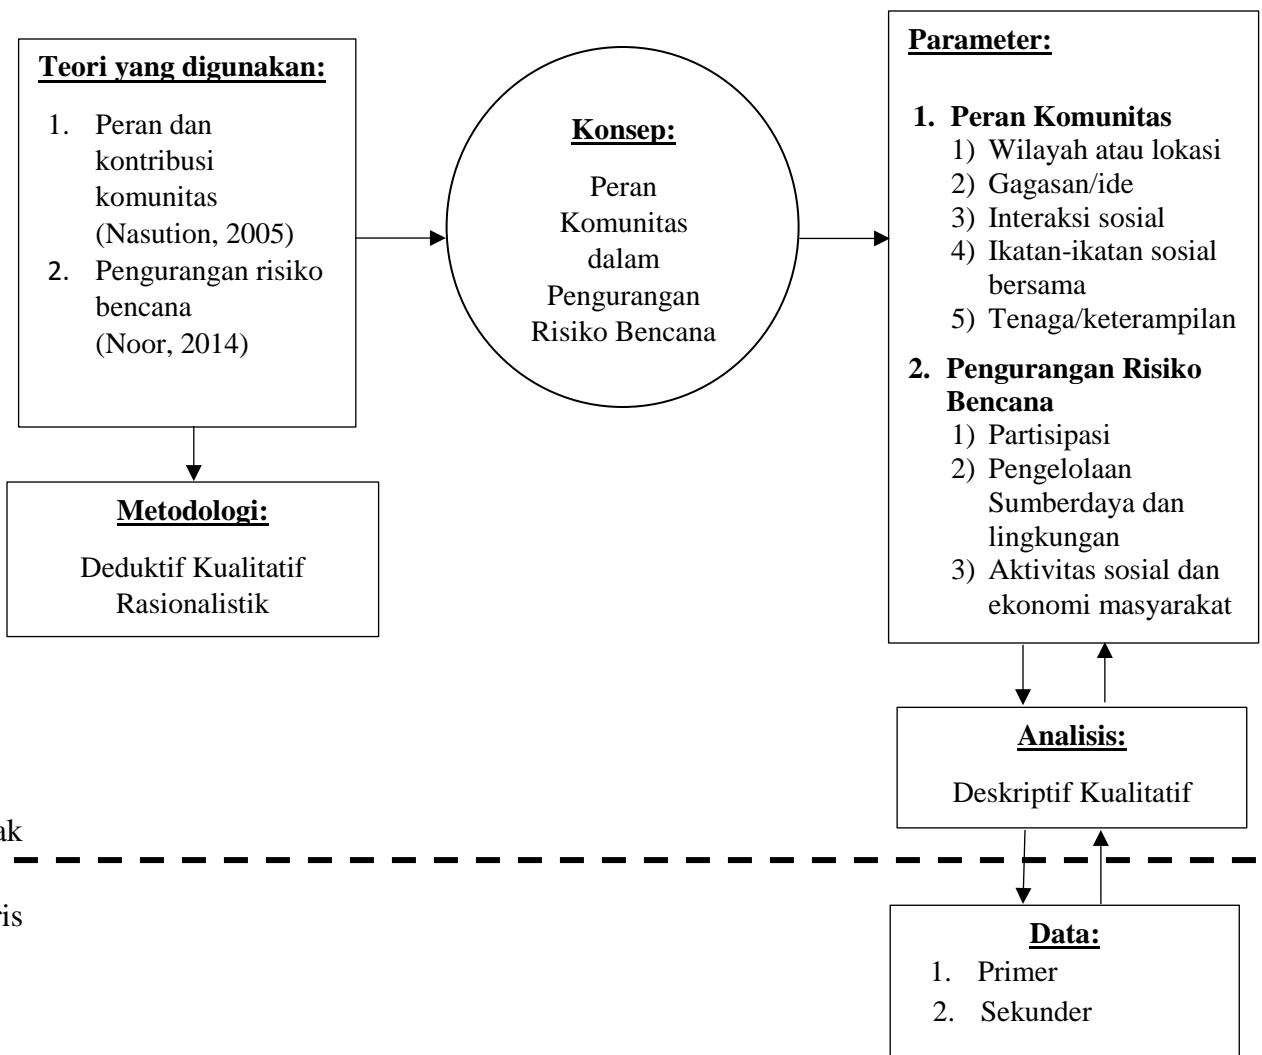 Teori yang digunakan:
1. Peran dan
kontribusi
komunitas
(Nasution, 2005)
2. Pengurangan risiko
bencana
(Noor, 2014)
Konsep:
Peran
Komunitas
dalam
Pengurangan
Risiko Bencana
Parameter:
1. Peran Komunitas
1) Wilayah atau lokasi
2) Gagasan/ide
3) Interaksi sosial
4) Ikatan-ikatan sosial
bersama
5) Tenaga/keterampilan
2. Pengurangan Risiko
Bencana
1) Partisipasi
2) Pengelolaan
Sumberdaya dan
lingkungan
3) Aktivitas sosial dan
ekonomi masyarakat
Metodologi:
Deduktif Kualitatif
Rasionalistik
Analisis:
Deskriptif Kualitatif
ak
ris
Data:
1. Primer
2. Sekunder